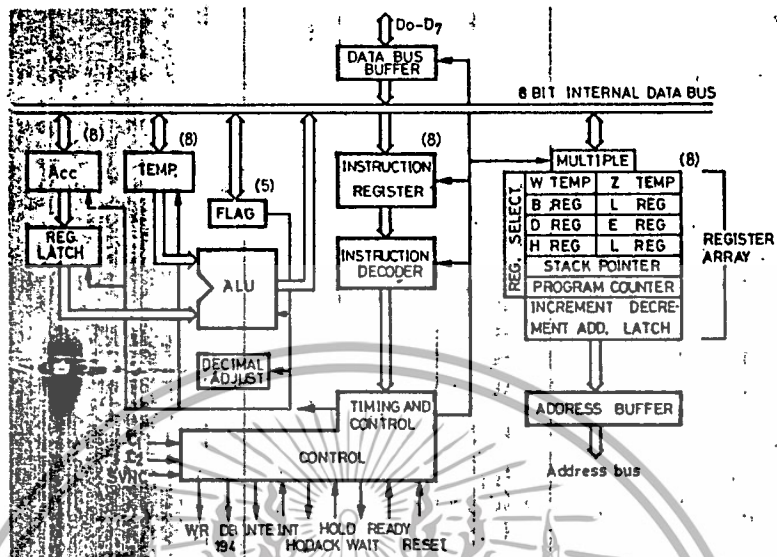 D0-D7
DATA BUS
BUFFER
8 BIT INTERNAL DATA BUS
(8)
(8)
(8)
Acc
TEMP.
(5)
FLAG
REG.
LATCH
ALU
DECIMAL
ADJUST
INSTRUCTION
REGISTER
INSTRUCTION
DECODER
TIMING AND
CONTROL
CONTROL
MULTIPLE
(8)
REG. SELECT
W TEMP Z TEMP
B REG L REG
D REG E REG
H REG L REG
STACK POINTER
PROGRAM COUNTER
INCREMENT DECRE-
MENT ADD. LATCH
REGISTER
ARRAY
ADDRESS BUFFER
Address bus
WR DB INTE INT HOLD READY
194 HODACK WAIT RESET